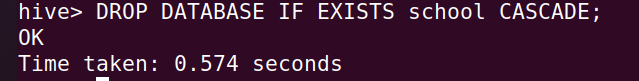 hive> DROP DATABASE IF EXISTS school CASCADE;
OK
Time taken: 0.574 seconds